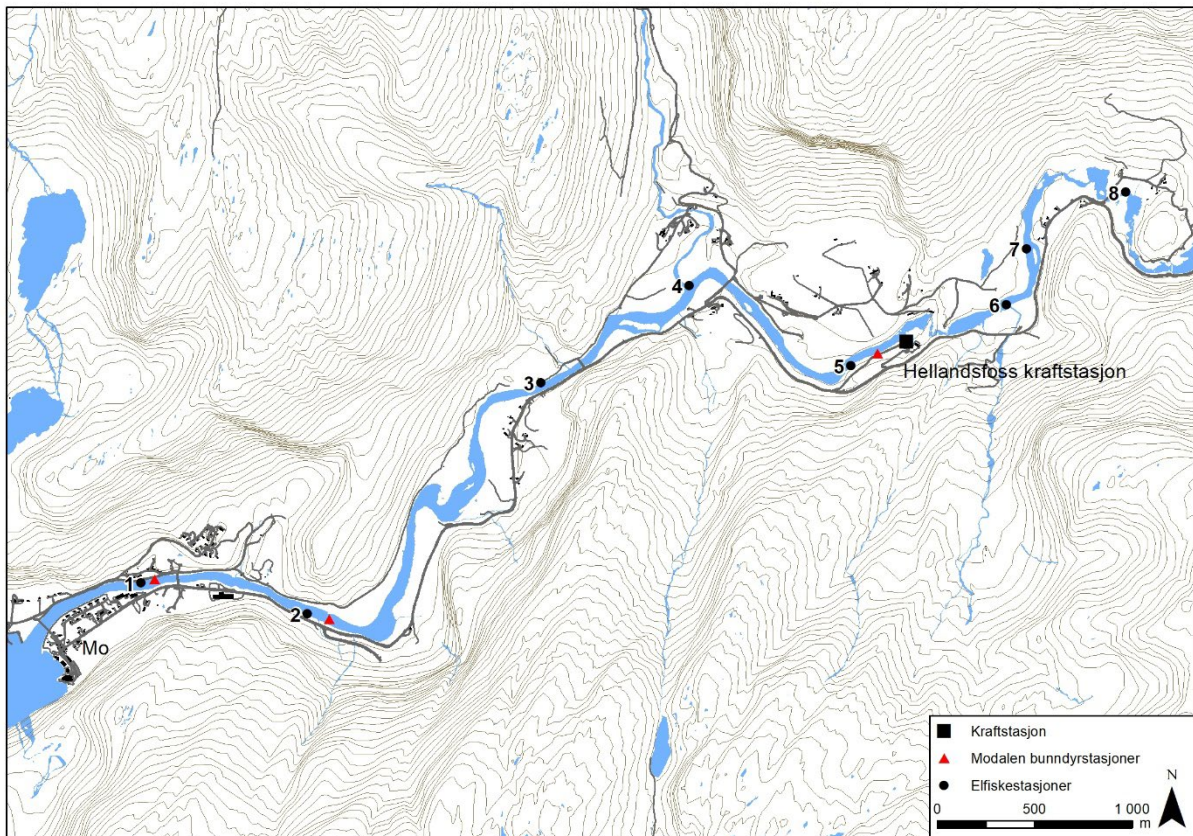 8
7
4
6
5
Hellandsfoss kraftstasjon
3
1
2
Mo
Kraftstasjon
Modalen bunndyrstasjoner
Elfiskestasjoner
N
0 500 1 000
m